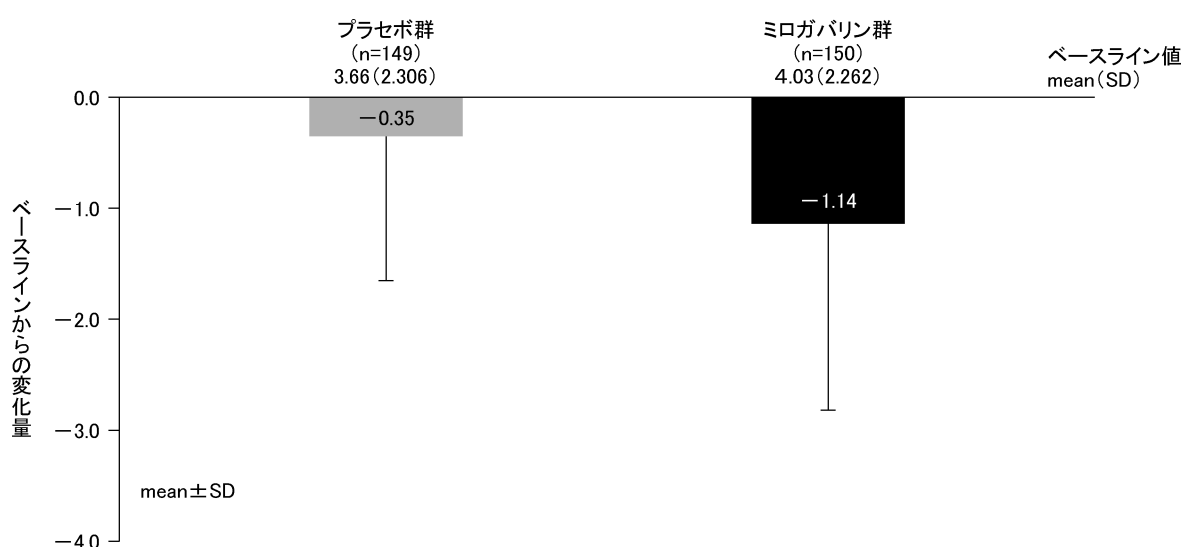 プラセボ群
(n=149)
3.66(2.306)
ミロガバリン群
(n=150)
4.03(2.262)
ベースライン値
mean(SD)
0.0
－1.0
－2.0
－3.0
－4.0
ベースラインからの変化量
－0.35
－1.14
mean±SD